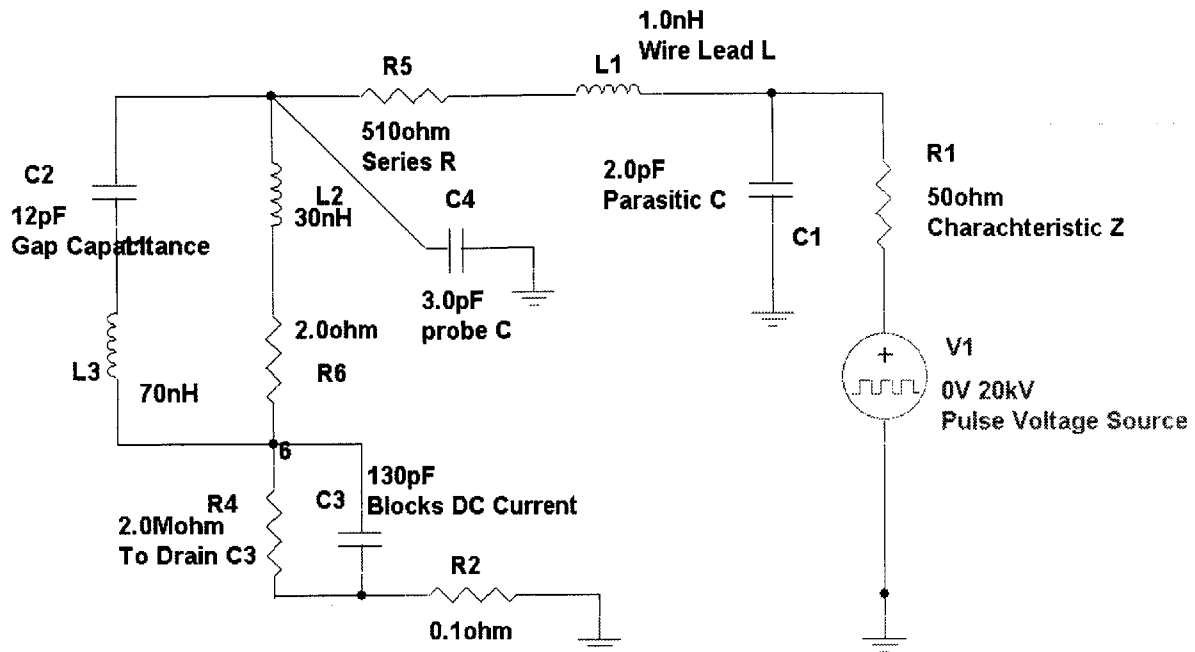 1.0nH
Wire Lead L
L1
R5
510ohm
Series R
C2
12pF
Gap Capacitance
L2
30nH
C4
3.0pF
probe C
2.0pF
Parasitic C
C1
R1
50ohm
Charachteristic Z
L3
70nH
2.0ohm
R6
V1
0V 20kV
Pulse Voltage Source
6
R4
2.0Mohm
To Drain C3
130pF
C3
Blocks DC Current
R2
0.1ohm